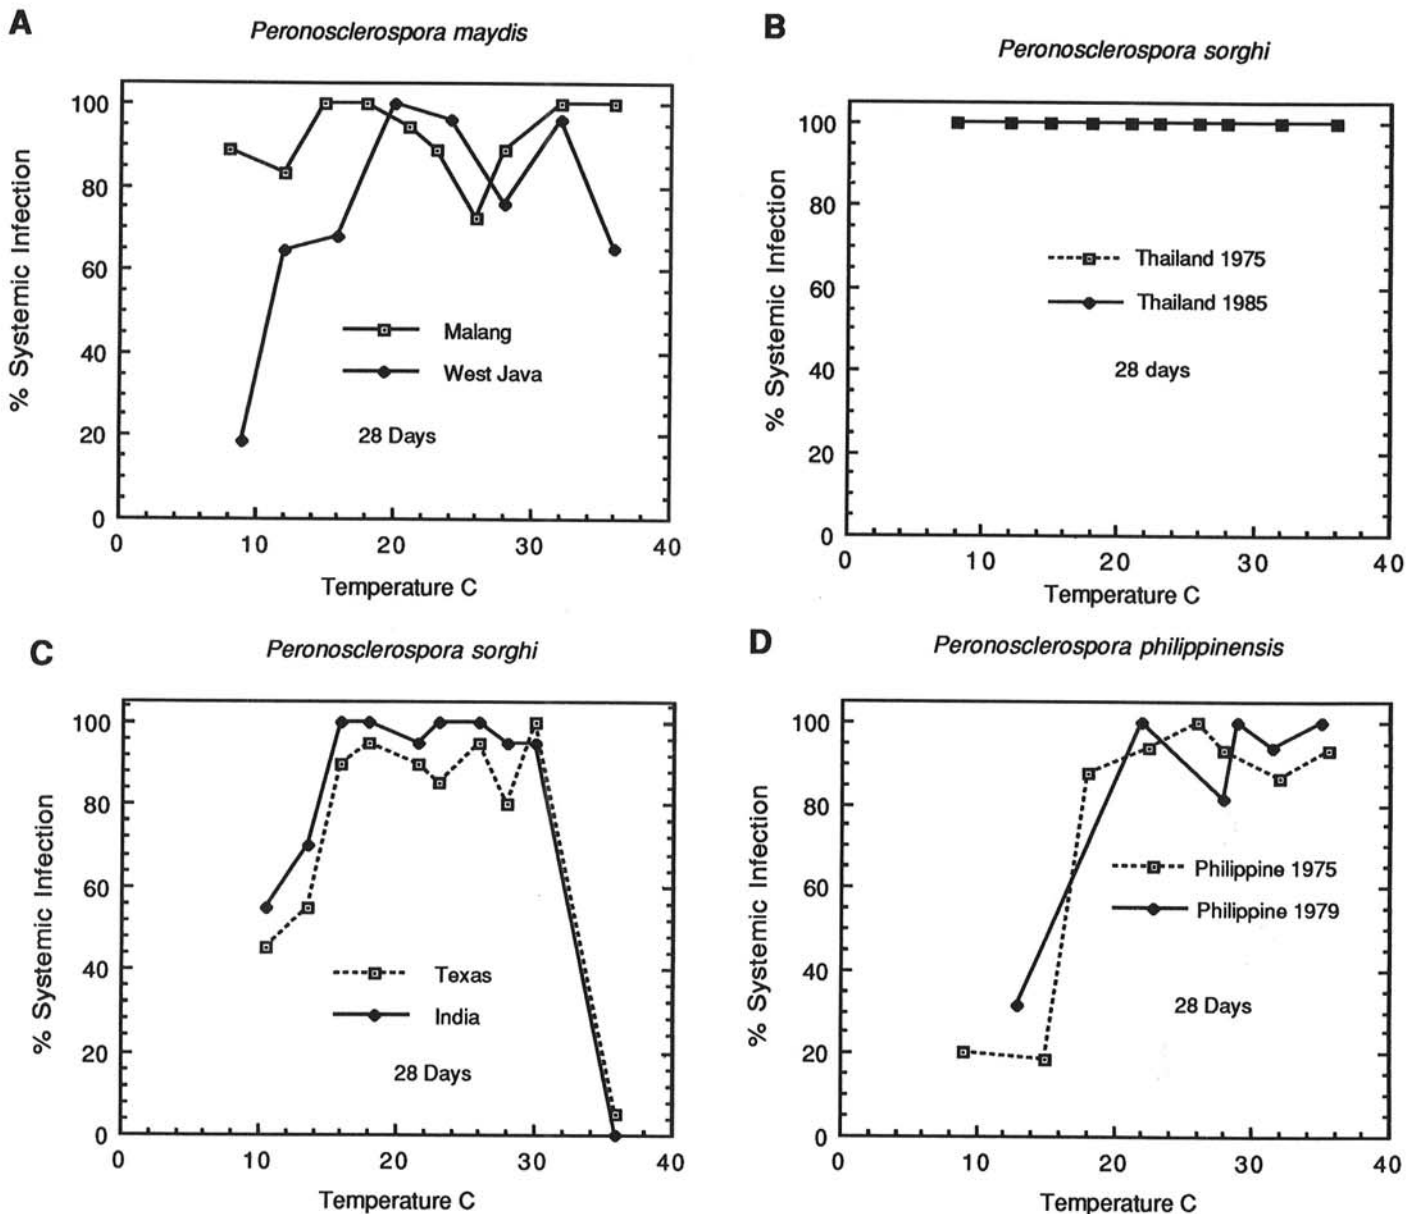 A
Peronosclerospora maydis
100
80
60
40
20
0
% Systemic Infection
Malang
West Java
28 Days
0 10 20 30 40
Temperature C
B
Peronosclerospora sorghi
100
80
60
40
20
0
% Systemic Infection
Thailand 1975
Thailand 1985
28 days
0 10 20 30 40
Temperature C
C
Peronosclerospora sorghi
100
80
60
40
20
0
% Systemic Infection
Texas
India
28 Days
0 10 20 30 40
Temperature C
D
Peronosclerospora philippinensis
100
80
60
40
20
0
% Systemic Infection
Philippine 1975
Philippine 1979
28 Days
0 10 20 30 40
Temperature C